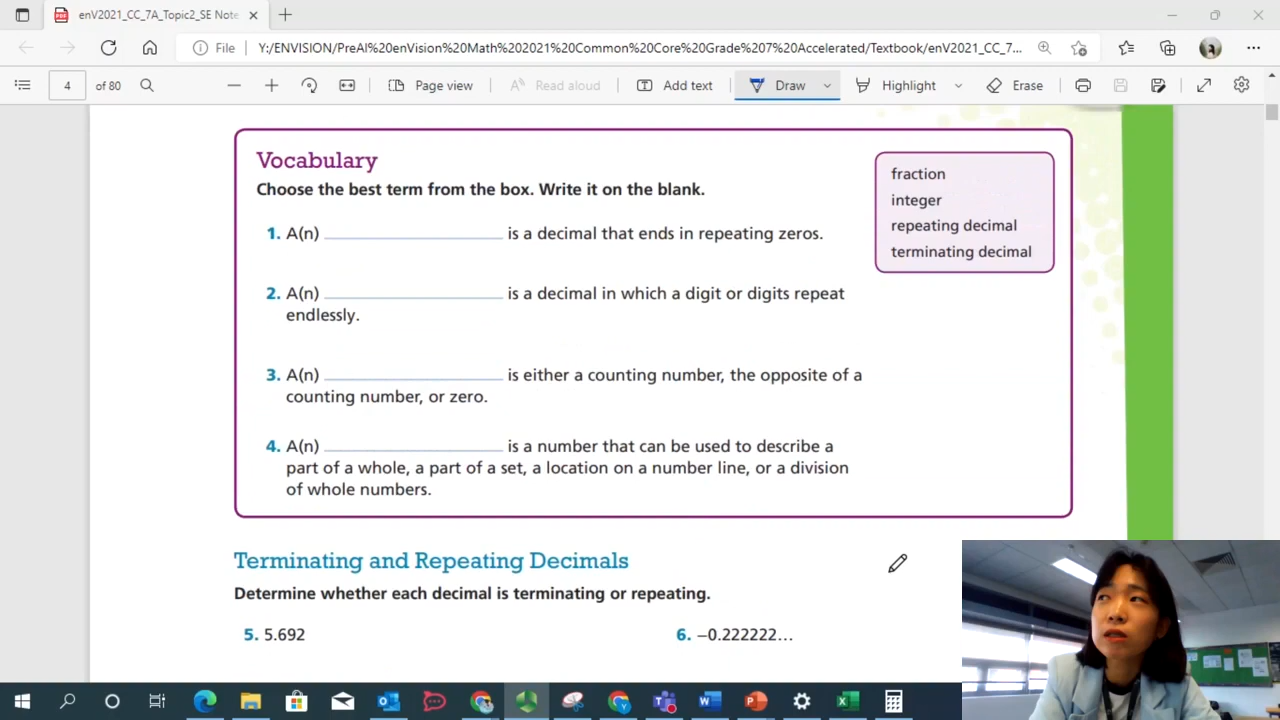 enV2021_CC_7A_Topic2_SE Note
File
Y:/ENVISION/PreAI%20enVision%20Math%202021%20Common%20Core%20Grade%207%20Accelerated/Textbook/enV2021_CC_7...
4 of 80
Page view
Read aloud
Add text
Draw
Highlight
Erase
Vocabulary
Choose the best term from the box. Write it on the blank.
fraction
integer
repeating decimal
terminating decimal
1. A(n) ____________________ is a decimal that ends in repeating zeros.
2. A(n) ____________________ is a decimal in which a digit or digits repeat
endlessly.
3. A(n) ____________________ is either a counting number, the opposite of a
counting number, or zero.
4. A(n) ____________________ is a number that can be used to describe a
part of a whole, a part of a set, a location on a number line, or a division
of whole numbers.
Terminating and Repeating Decimals
Determine whether each decimal is terminating or repeating.
5. 5.692
6. −0.222222...